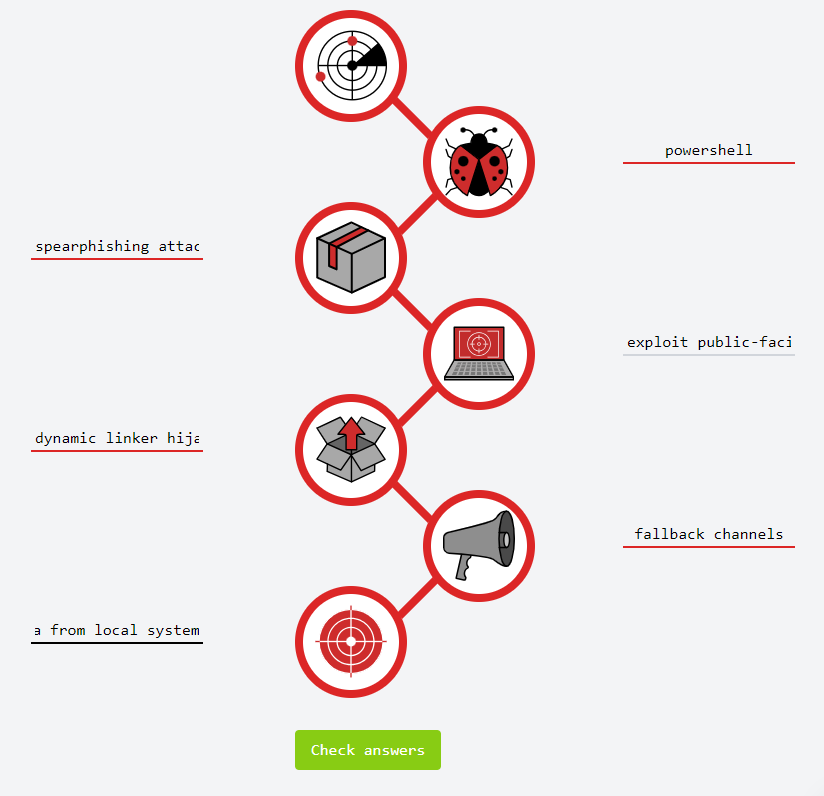 powershell
spearphishing attac
exploit public-faci
dynamic linker hija
fallback channels
a from local system
Check answers